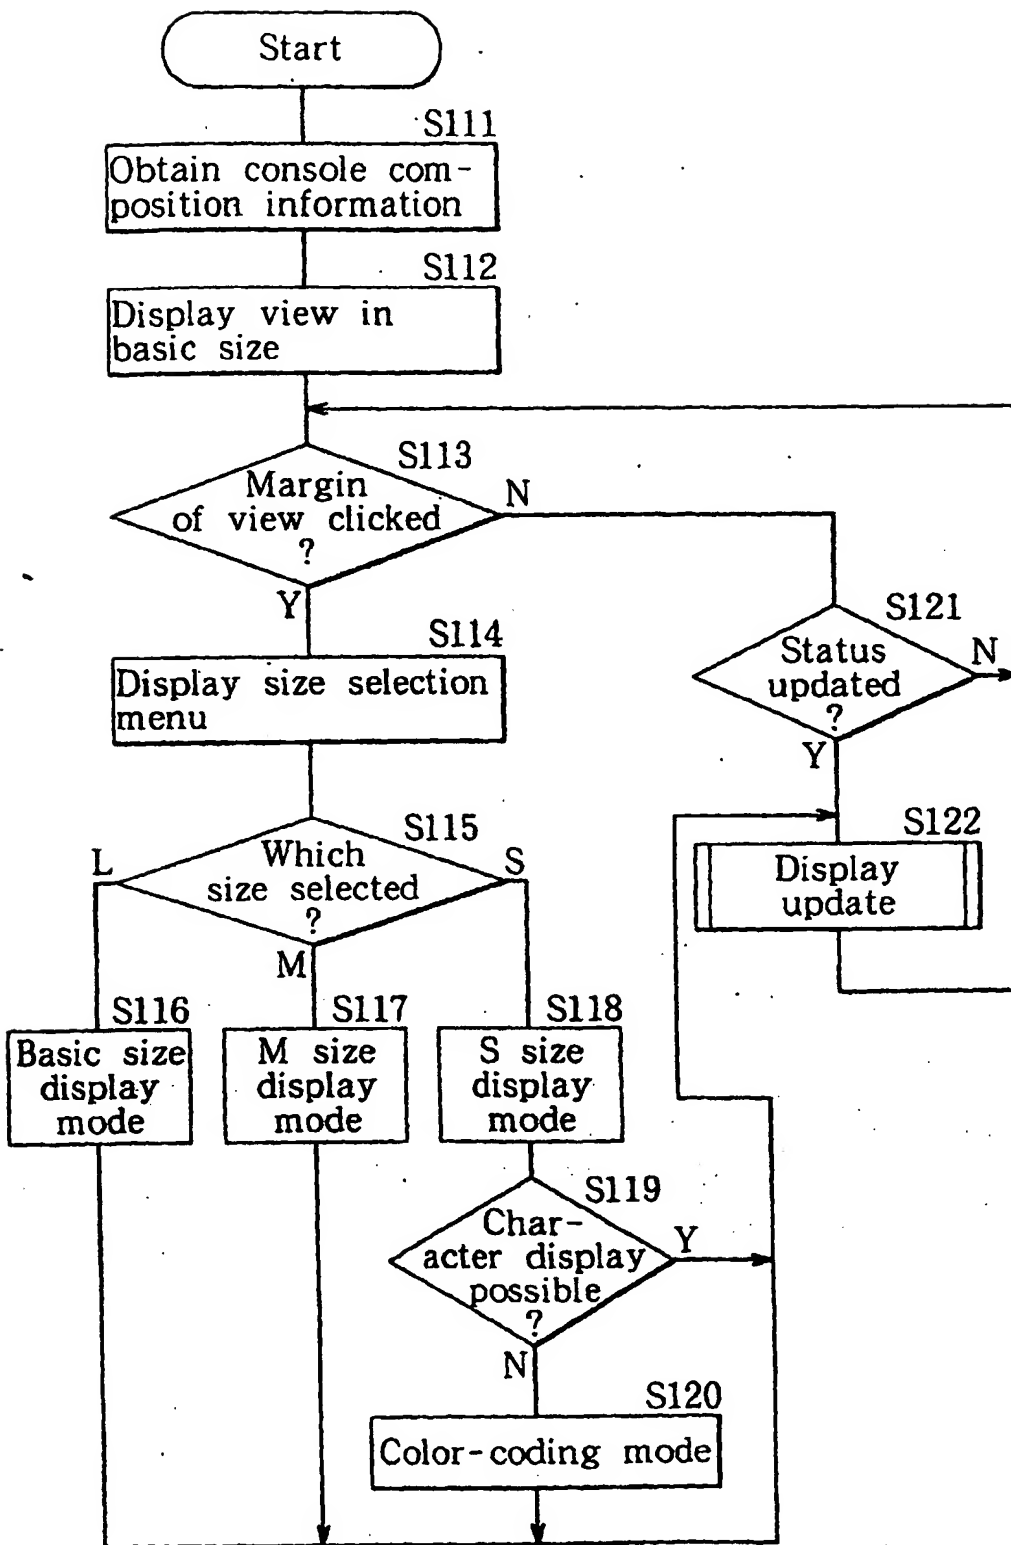 Start
S111
Obtain console com-
position information
S112
Display view in
basic size
S113
Margin
of view clicked
?
N
Y
S114
Display size selection
menu
S115
Which
size selected
?
L
S
M
S116
Basic size
display
mode
S117
M size
display
mode
S118
S size
display
mode
S119
Char-
acter display
possible
?
Y
N
S120
Color-coding mode
S121
Status
updated
?
N
Y
S122
Display
update